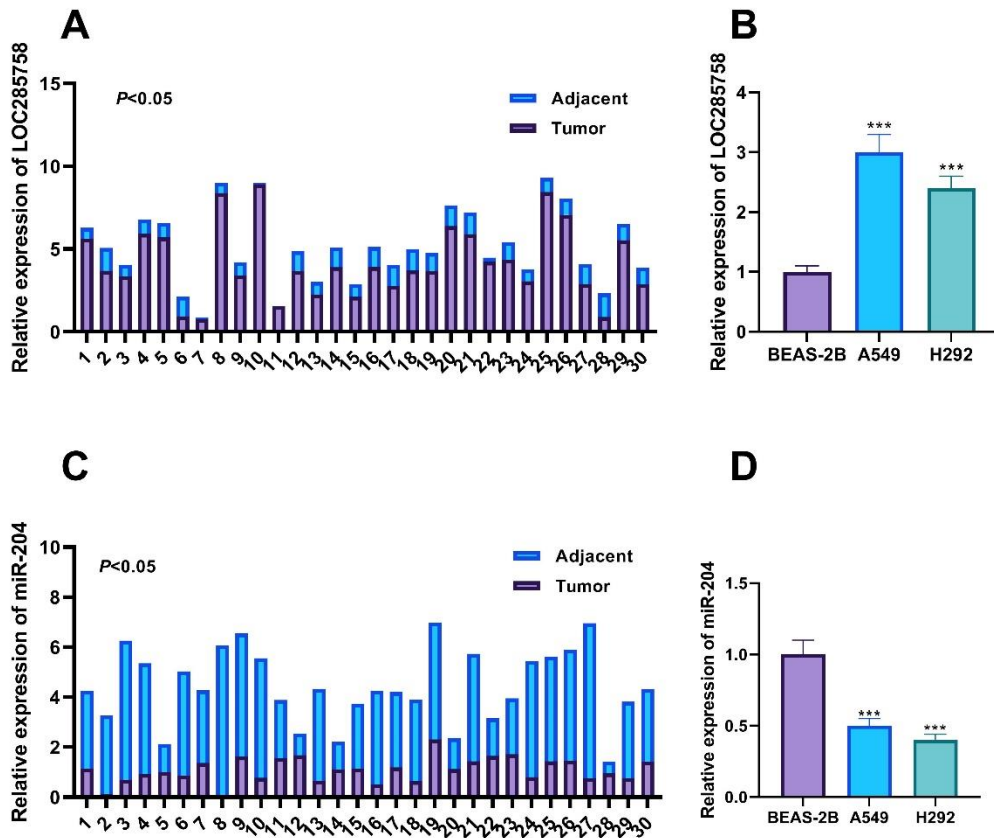 A
Relative expression of LOC285758
15
10
5
0
P<0.05
Adjacent
Tumor
1 2 3 4 5 6 7 8 9 10 11 12 13 14 15 16 17 18 19 20 21 22 23 24 25 26 27 28 29 30
B
Relative expression of LOC285758
4
3
2
1
0
***
***
BEAS-2B A549 H292
C
Relative expression of miR-204
10
8
6
4
2
0
P<0.05
Adjacent
Tumor
1 2 3 4 5 6 7 8 9 10 11 12 13 14 15 16 17 18 19 20 21 22 23 24 25 26 27 28 29 30
D
Relative expression of miR-204
1.5
1.0
0.5
0.0
***
***
BEAS-2B A549 H292